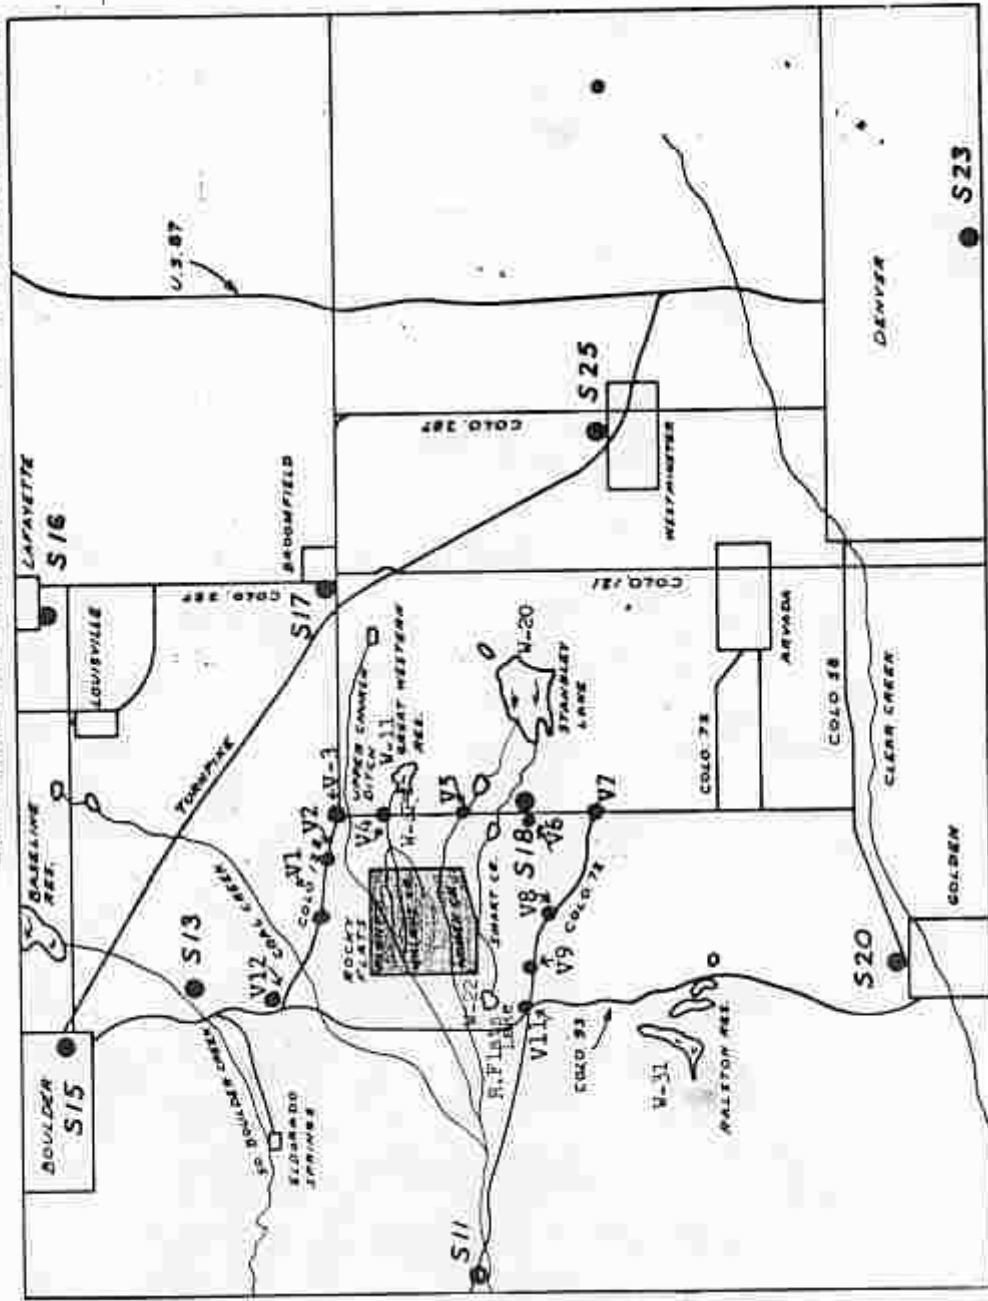 BOULDER
S15
BASELINE
RES.
LAFAYETTE
S16
LOUISVILLE
S13
TURNPIKE
COLO. 287
U.S. 87
BROOMFIELD
S17
SO. BOULDER CREEK
COAL CREEK
V12
ELDORADO
SPRINGS
V1
V2
V-3
ROCKY
FLATS
UPPER CHURCH
DITCH
V4
W-11
GREAT WESTERN
RES.
COLO. 287
S11
W-22
R.Flats
Lake
SMART CR.
V5
W-20
STANDLEY
LAKE
S18
V6
S25
WESTMINSTER
V11
V9
V8
COLO 72
V7
COLO 93
COLO. 121
W-31
RALSTON RES.
COLO. 72
ARVADA
COLO 58
CLEAR CREEK
S20
GOLDEN
DENVER
S23